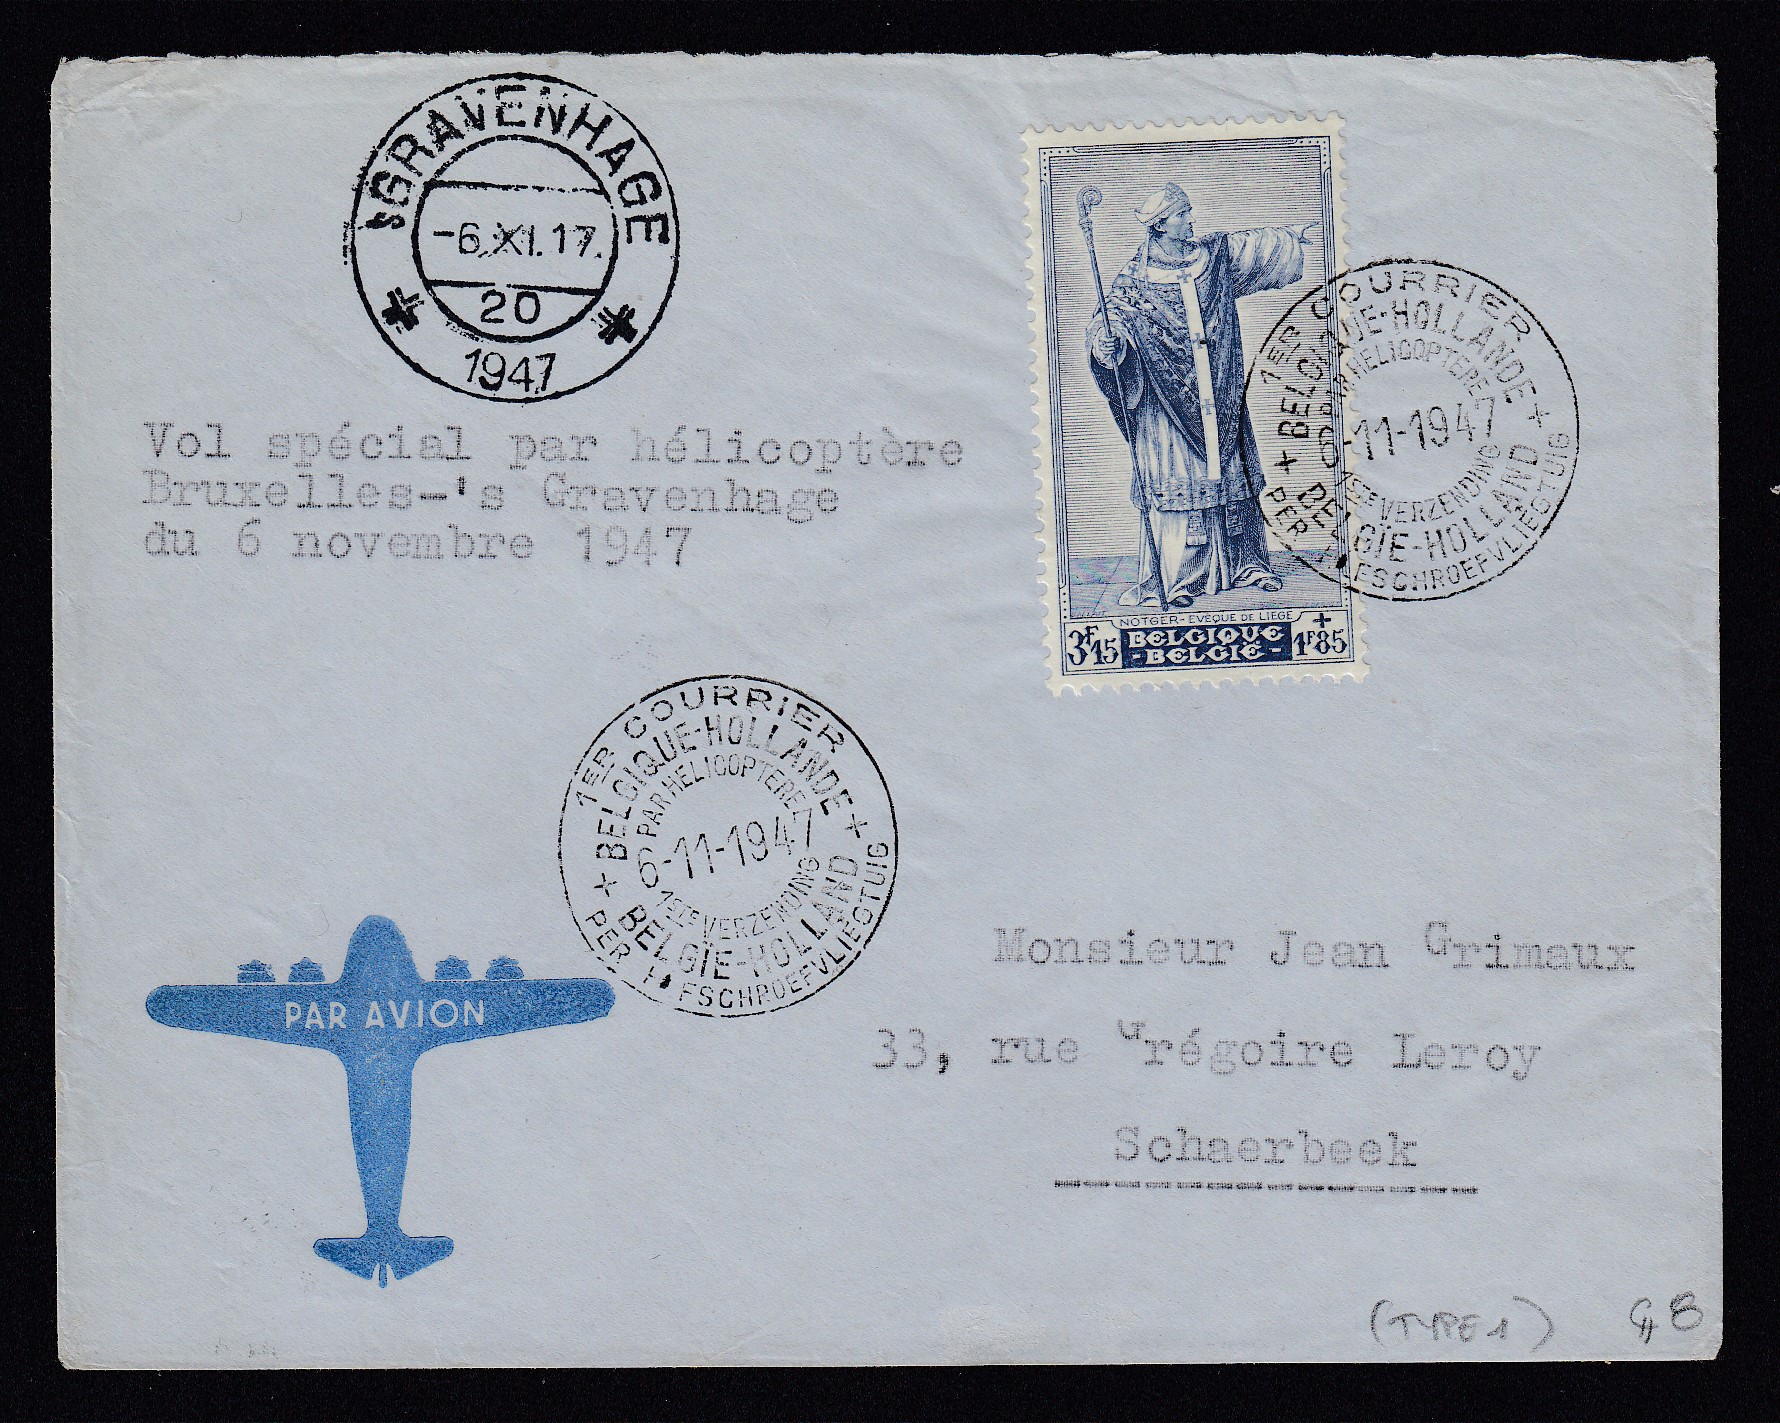 'SGRAVENHAGE
-6.XI.17.
20
1947
Vol spécial par hélicoptère
Bruxelles-'s Gravenhage
du 6 novembre 1947
NOTGER-EVEQUE DE LIEGE
3F15 BELGIQUE + 1F85
-BELGIË-
1ER COURRIER
BELGIQUE-HOLLANDE
PAR HELICOPTERE
6-11-1947
1STE VERZENDING
BELGIË-HOLLAND
PER HEFSCHROEFVLIEGTUIG
1ER COURRIER
BELGIQUE-HOLLANDE
PAR HELICOPTERE
6-11-1947
1STE VERZENDING
BELGIË-HOLLAND
PER HEFSCHROEFVLIEGTUIG
PAR AVION
Monsieur Jean Grimaux
33, rue Grégoire Leroy
Schaerbeek
(TYPE 1)